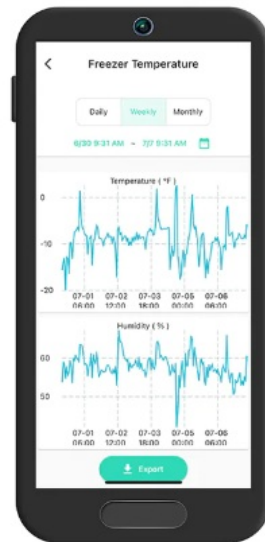 Freezer Temperature
Daily Weekly Monthly
6/30 9:31 AM ~ 7/7 9:31 AM
Temperature ( °F )
0
-10
-20
07-01 07-02 07-03 07-05 07-06
06:00 12:00 18:00 00:00 06:00
Humidity ( % )
60
50
07-01 07-02 07-03 07-05 07-06
06:00 12:00 18:00 00:00 06:00
Export